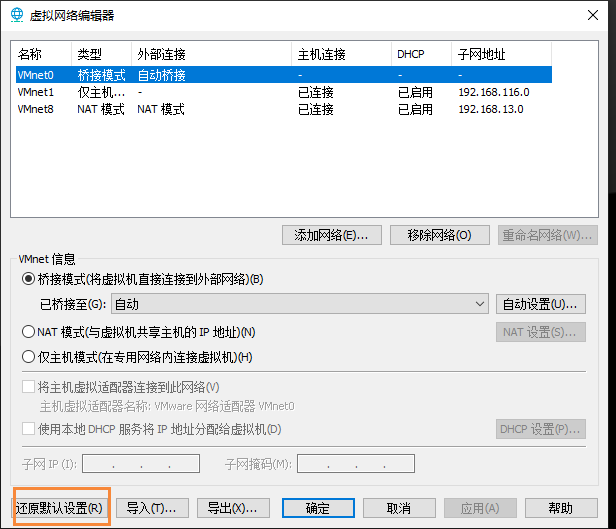 虚拟网络编辑器
名称 类型 外部连接 主机连接 DHCP 子网地址
VMnet0 桥接模式 自动桥接 - - -
VMnet1 仅主机... - 已连接 已启用 192.168.116.0
VMnet8 NAT 模式 NAT 模式 已连接 已启用 192.168.13.0
添加网络(E)... 移除网络(O) 重命名网络(W)...
VMnet 信息
桥接模式(将虚拟机直接连接到外部网络)(B)
已桥接至(G): 自动 自动设置(U)...
NAT 模式(与虚拟机共享主机的 IP 地址)(N) NAT 设置(S)...
仅主机模式(在专用网络内连接虚拟机)(H)
将主机虚拟适配器连接到此网络(V)
主机虚拟适配器名称: VMware 网络适配器 VMnet0
使用本地 DHCP 服务将 IP 地址分配给虚拟机(D) DHCP 设置(P)...
子网 IP (I): . . . 子网掩码(M): . . .
还原默认设置(R) 导入(T)... 导出(X)... 确定 取消 应用(A) 帮助